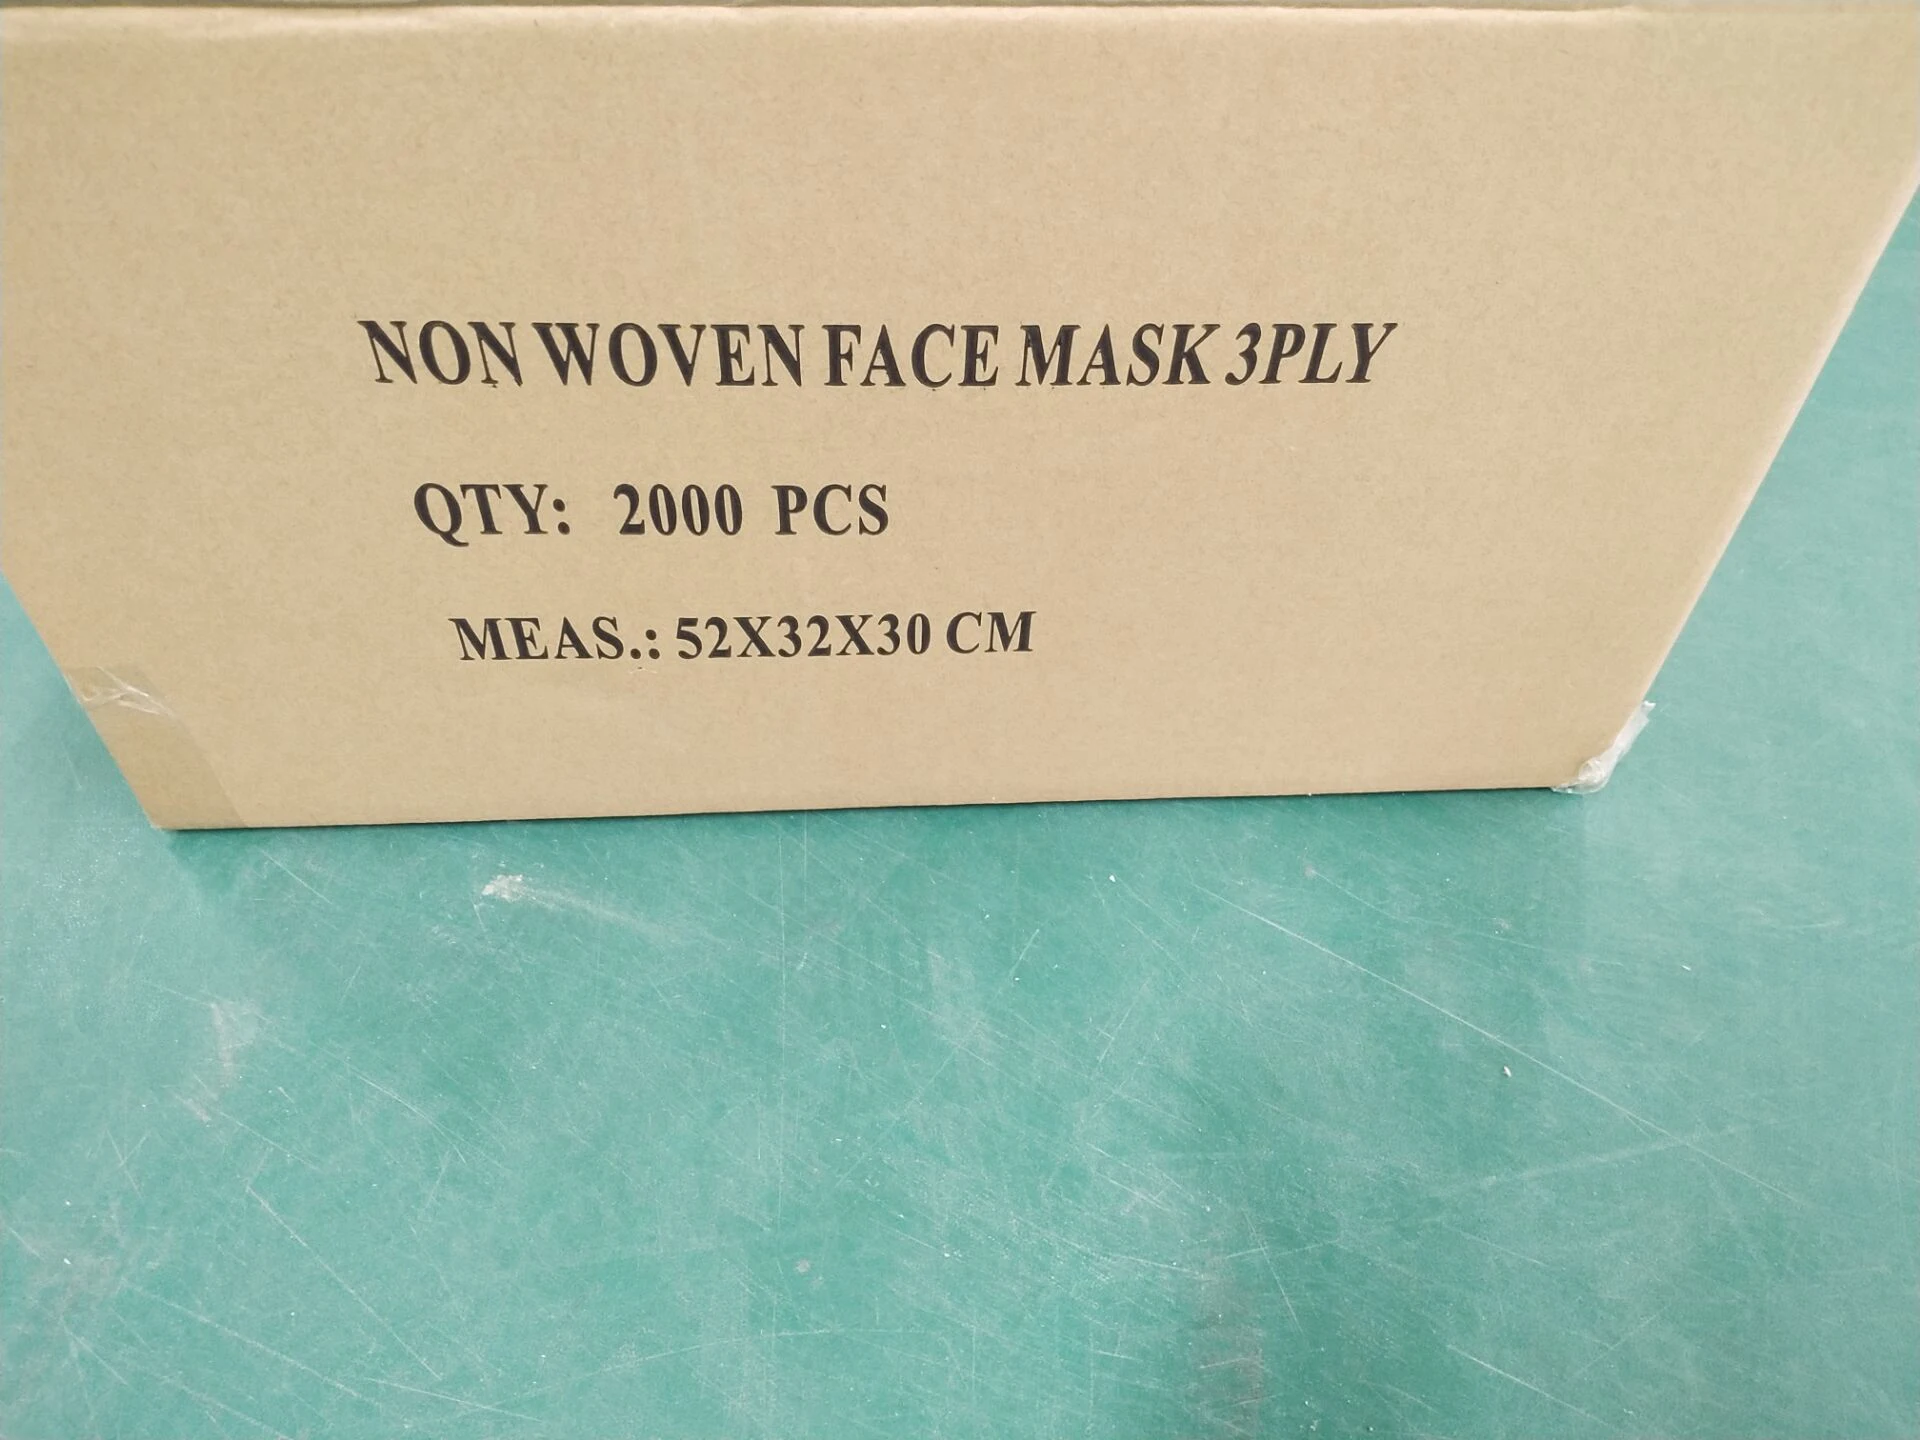 NON WOVEN FACE MASK 3PLY
QTY: 2000 PCS
MEAS.: 52X32X30 CM